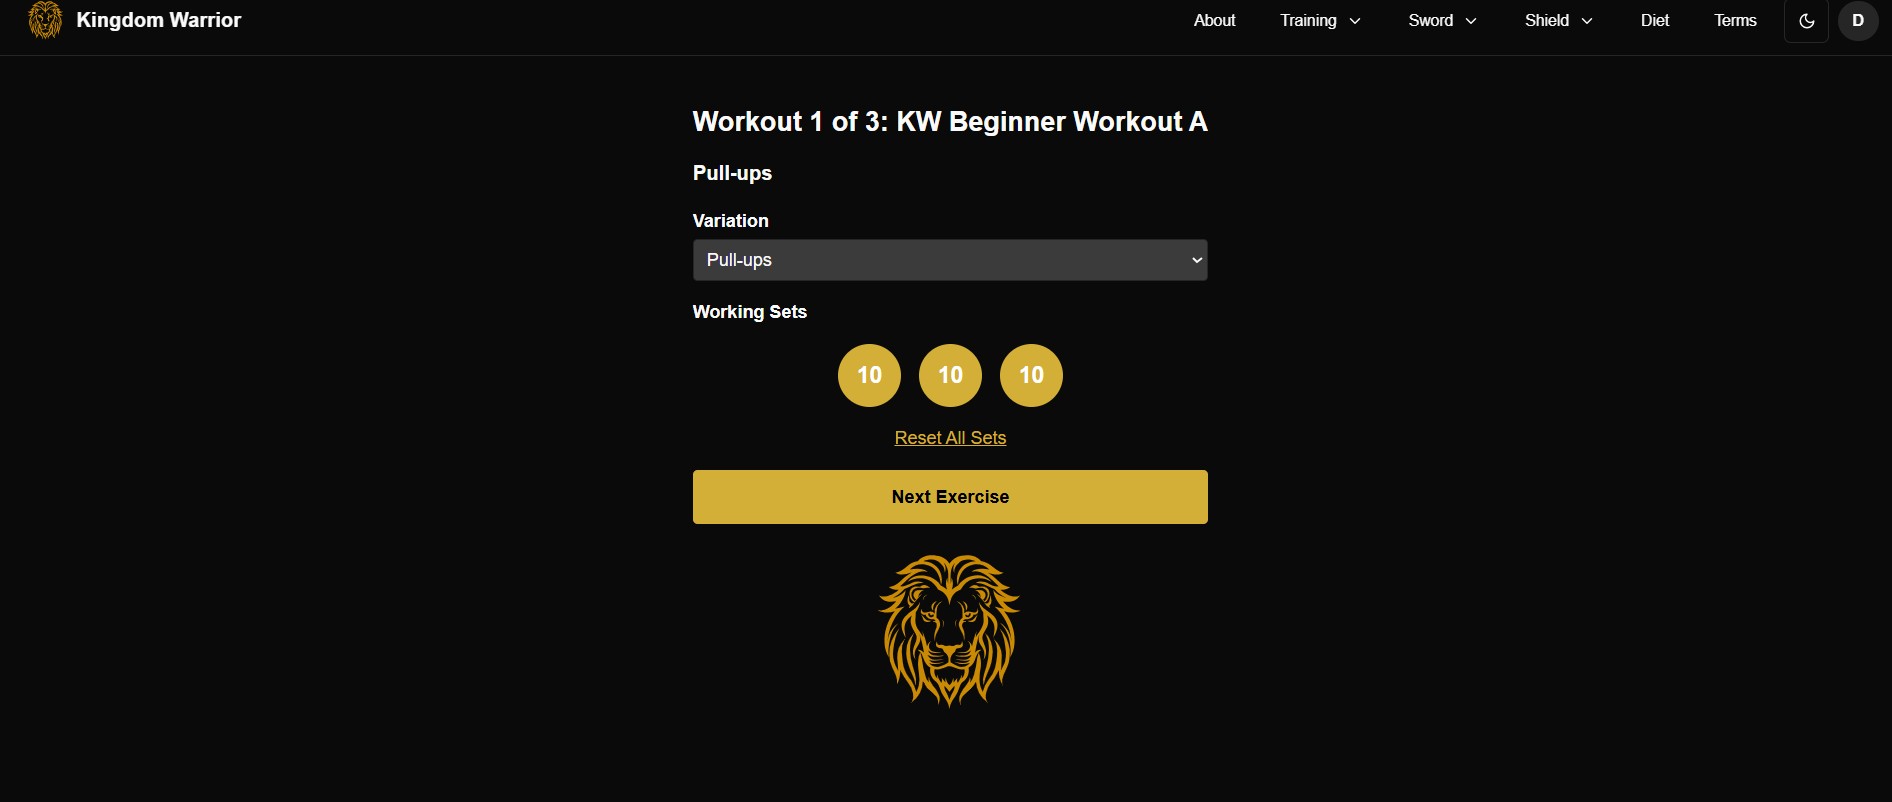 Kingdom Warrior
About Training Sword Shield Diet Terms D
Workout 1 of 3: KW Beginner Workout A
Pull-ups
Variation
Pull-ups
Working Sets
10 10 10
Reset All Sets
Next Exercise